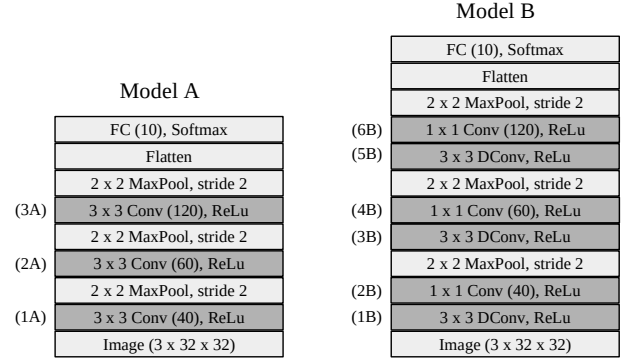 Model A
FC (10), Softmax
Flatten
2 x 2 MaxPool, stride 2
(3A) 3 x 3 Conv (120), ReLu
2 x 2 MaxPool, stride 2
(2A) 3 x 3 Conv (60), ReLu
2 x 2 MaxPool, stride 2
(1A) 3 x 3 Conv (40), ReLu
Image (3 x 32 x 32)
Model B
FC (10), Softmax
Flatten
2 x 2 MaxPool, stride 2
(6B) 1 x 1 Conv (120), ReLu
(5B) 3 x 3 DConv, ReLu
2 x 2 MaxPool, stride 2
(4B) 1 x 1 Conv (60), ReLu
(3B) 3 x 3 DConv, ReLu
2 x 2 MaxPool, stride 2
(2B) 1 x 1 Conv (40), ReLu
(1B) 3 x 3 DConv, ReLu
Image (3 x 32 x 32)